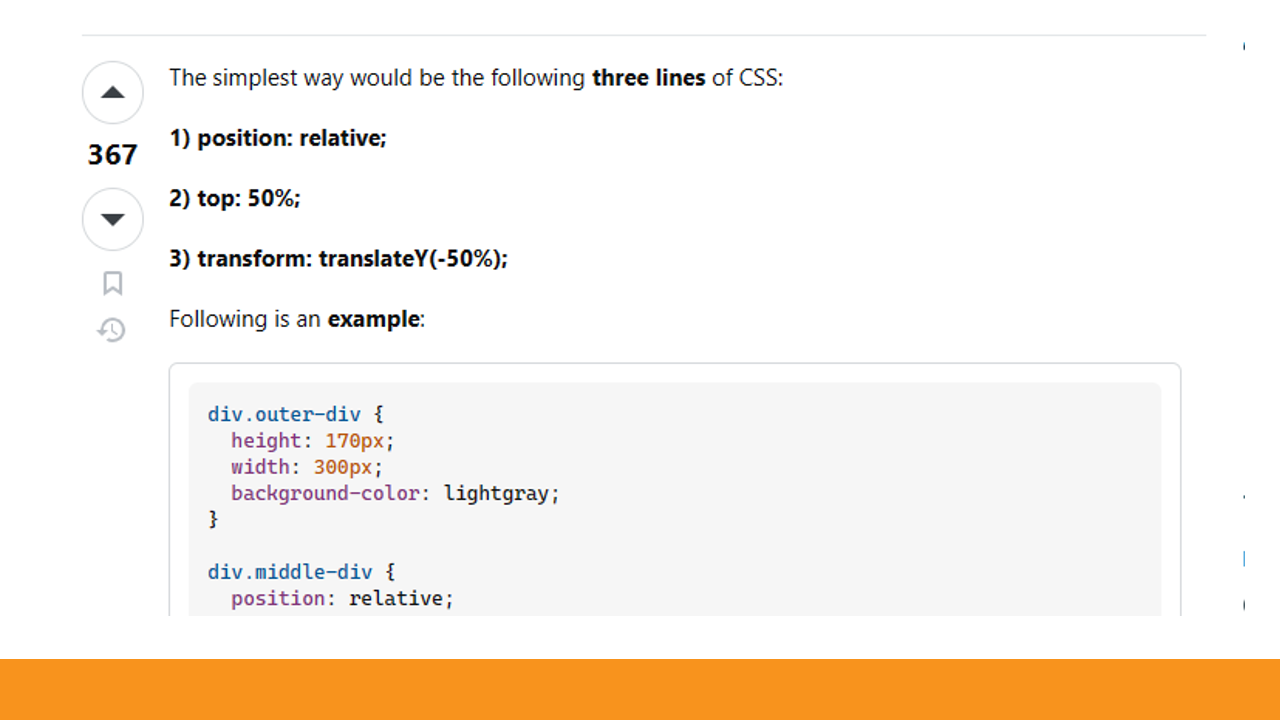 The simplest way would be the following three lines of CSS:
367
1) position: relative;
2) top: 50%;
3) transform: translateY(-50%);
Following is an example:
div.outer-div {
  height: 170px;
  width: 300px;
  background-color: lightgray;
}
div.middle-div {
  position: relative;